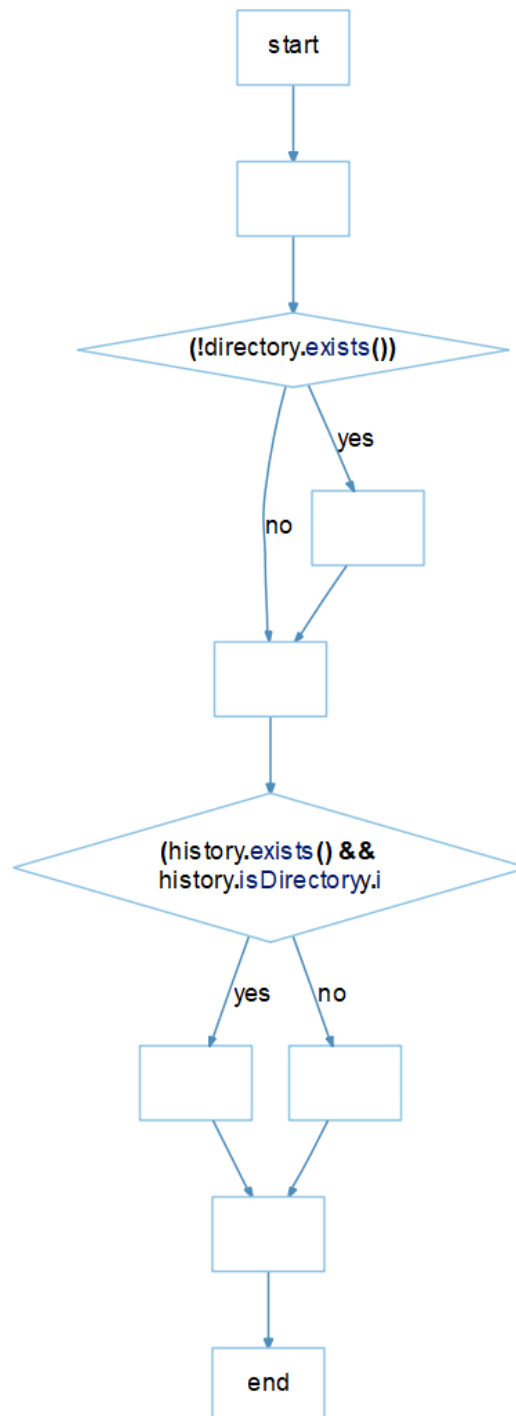 start
(!directory.exists())
yes
no
(history.exists() &&
history.isDirectoryy.i
yes
no
end